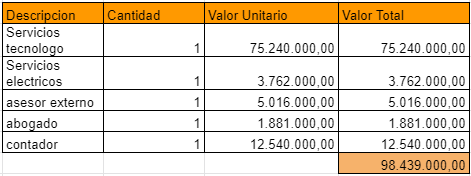 Descripcion Cantidad Valor Unitario Valor Total
Servicios
tecnologo 1 75.240.000,00 75.240.000,00
Servicios
electricos 1 3.762.000,00 3.762.000,00
asesor externo 1 5.016.000,00 5.016.000,00
abogado 1 1.881.000,00 1.881.000,00
contador 1 12.540.000,00 12.540.000,00
98.439.000,00